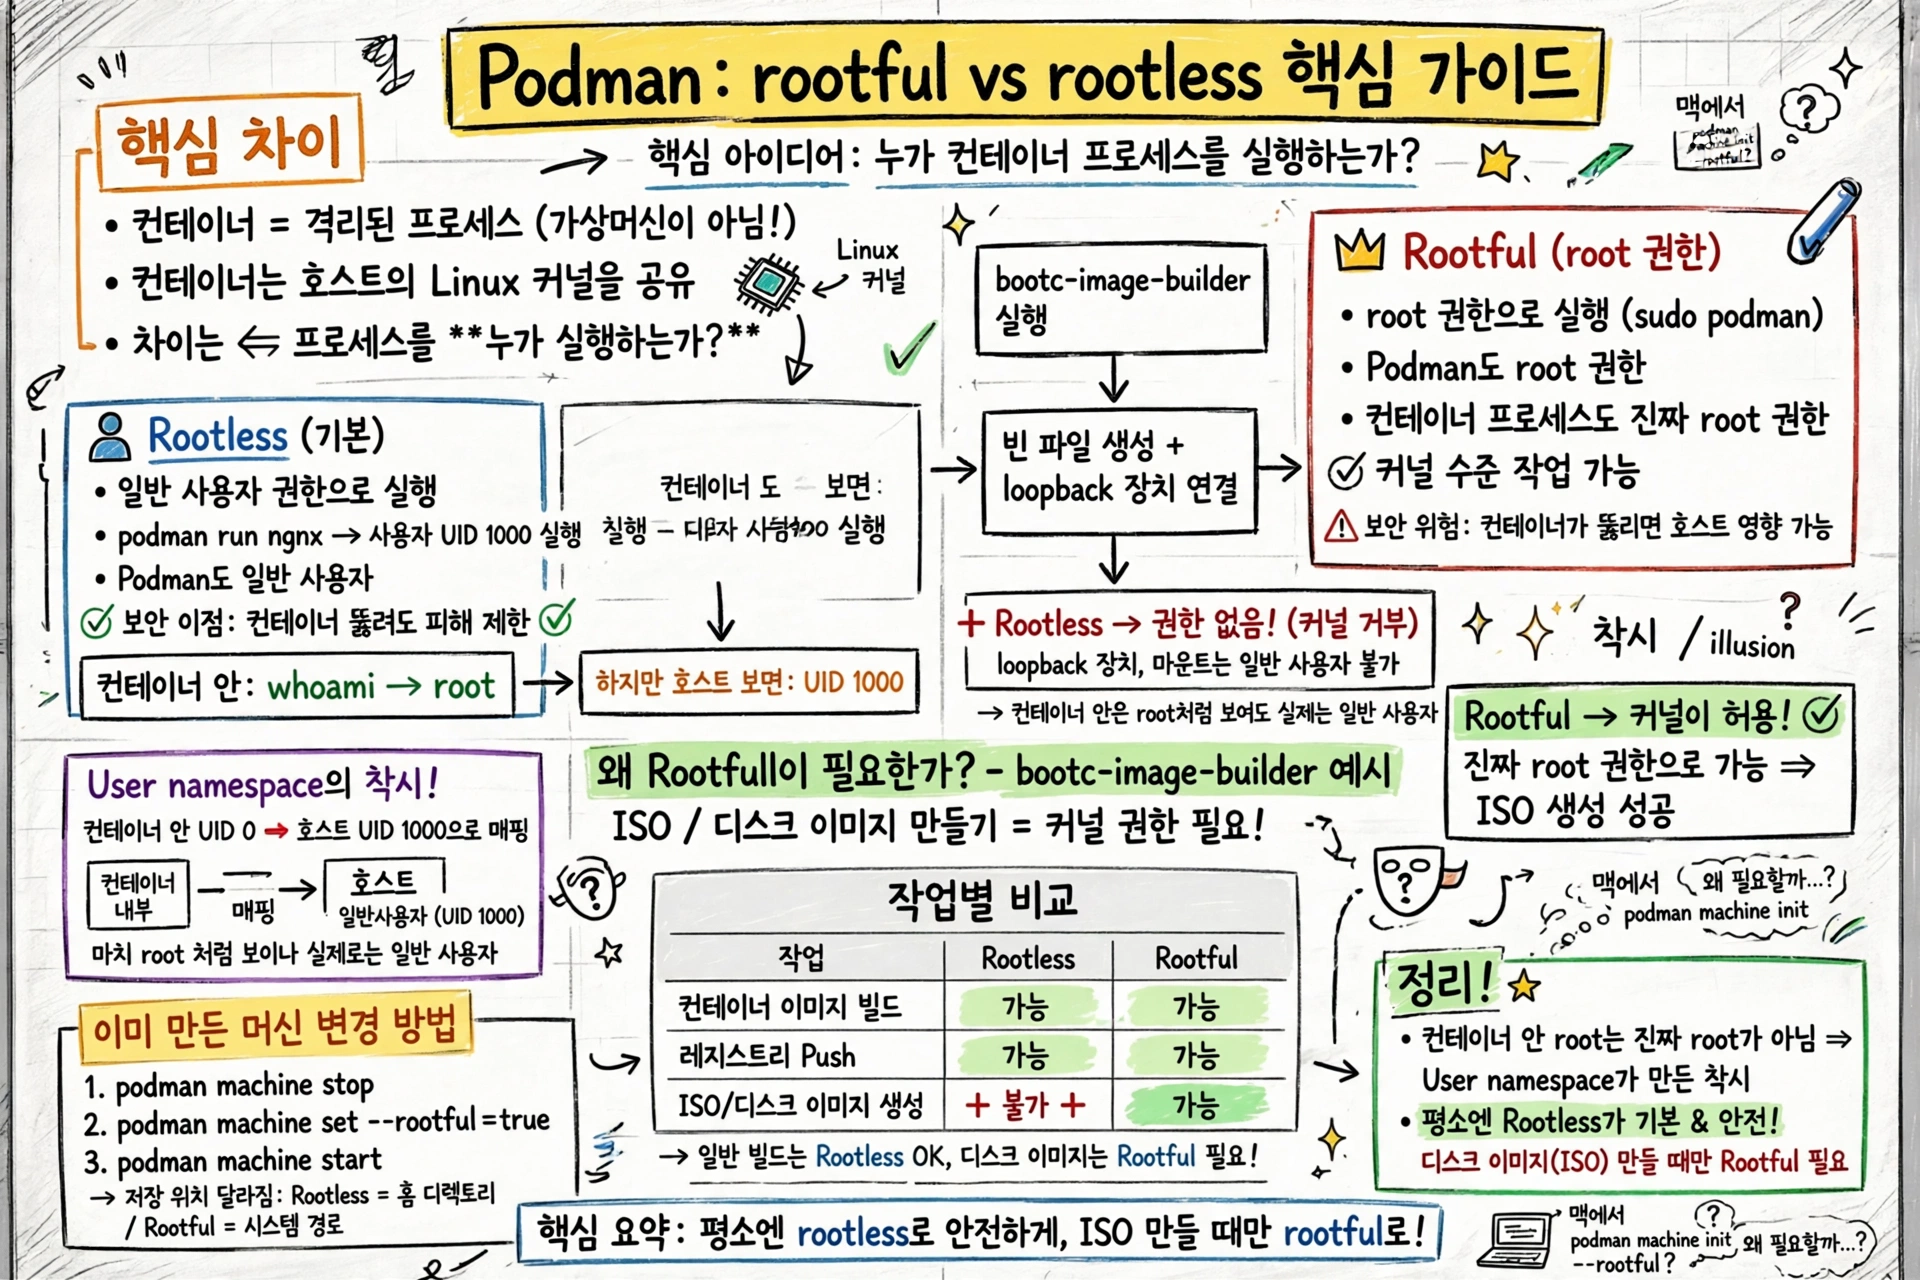 Podman : rootful vs rootless 핵심 가이드
핵심 아이디어: 누가 컨테이너 프로세스를 실행하는가?
맥에서
podman
machine init
--rootful?
?
핵심 차이
• 컨테이너 = 격리된 프로세스 (가상머신이 아님!)
• 컨테이너는 호스트의 Linux 커널을 공유
• 차이는 ⇐ 프로세스를 **누가 실행하는가?**
Linux
커널
Rootless (기본)
• 일반 사용자 권한으로 실행
• podman run ngnx → 사용자 UID 1000 실행
• Podman도 일반 사용자
보안 이점: 컨테이너 뚫려도 피해 제한
컨테이너 안: whoami → root
컨테이너 도 보면:
실행
하지만 호스트 보면: UID 1000
bootc-image-builder
실행
빈 파일 생성 +
loopback 장치 연결
+ Rootless → 권한 없음! (커널 거부)
loopback 장치, 마운트는 일반 사용자 불가
→ 컨테이너 안은 root처럼 보여도 실제는 일반 사용자
Rootful (root 권한)
• root 권한으로 실행 (sudo podman)
• Podman도 root 권한
• 컨테이너 프로세스도 진짜 root 권한
커널 수준 작업 가능
보안 위험: 컨테이너가 뚫리면 호스트 영향 가능
착시 / illusion
?
Rootful → 커널이 허용!
진짜 root 권한으로 가능 ⇒
ISO 생성 성공
User namespace의 착시!
컨테이너 안 UID 0 → 호스트 UID 1000으로 매핑
컨테이너
내부
매핑
호스트
일반사용자 (UID 1000)
마치 root 처럼 보이나 실제로는 일반 사용자
?
왜 Rootfull이 필요한가? - bootc-image-builder 예시
ISO / 디스크 이미지 만들기 = 커널 권한 필요!
작업별 비교
작업 Rootless Rootful
컨테이너 이미지 빌드 가능 가능
레지스트리 Push 가능 가능
ISO/디스크 이미지 생성 + 불가 + 가능
→ 일반 빌드는 Rootless OK, 디스크 이미지는 Rootful 필요!
?
맥에서 왜 필요할까...?
podman machine init
이미 만든 머신 변경 방법
1. podman machine stop
2. podman machine set --rootful=true
3. podman machine start
→ 저장 위치 달라짐: Rootless = 홈 디렉토리
/ Rootful = 시스템 경로
정리!
• 컨테이너 안 root는 진짜 root가 아님 ⇒
User namespace가 만든 착시
• 평소엔 Rootless가 기본 & 안전!
디스크 이미지(ISO) 만들 때만 Rootful 필요
핵심 요약: 평소엔 rootless로 안전하게, ISO 만들 때만 rootful로!
맥에서
podman machine init
--rootful?
?
왜 필요할까...?